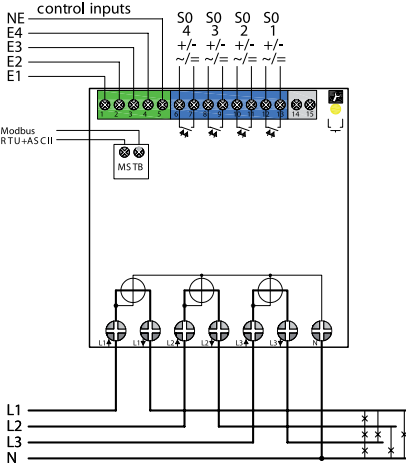 control inputs
NE
E4
E3
E2
E1
S0 S0 S0 S0
4 3 2 1
+/- +/- +/- +/-
~/= ~/= ~/= ~/=
1 2 3 4 5 6 7 8 9 10 11 12 13 14 15
Modbus
RTU+ASCII
MS TB
L1 L1 L2 L2 L3 L3 N
L1
L2
L3
N